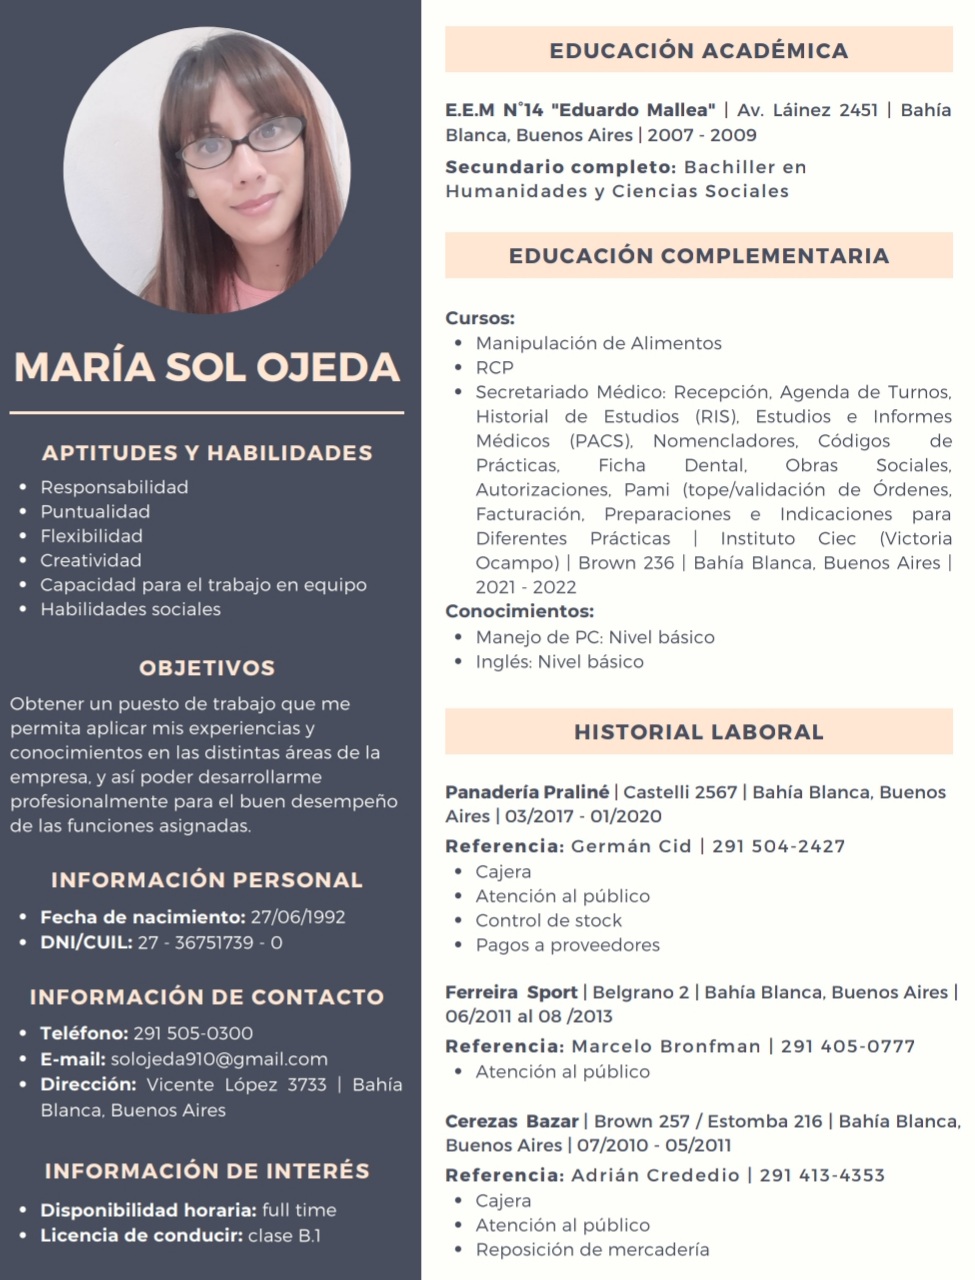 MARÍA SOL OJEDA
APTITUDES Y HABILIDADES
• Responsabilidad
• Puntualidad
• Flexibilidad
• Creatividad
• Capacidad para el trabajo en equipo
• Habilidades sociales
OBJETIVOS
Obtener un puesto de trabajo que me
permita aplicar mis experiencias y
conocimientos en las distintas áreas de la
empresa, y así poder desarrollarme
profesionalmente para el buen desempeño
de las funciones asignadas.
INFORMACIÓN PERSONAL
• Fecha de nacimiento: 27/06/1992
• DNI/CUIL: 27 - 36751739 - 0
INFORMACIÓN DE CONTACTO
• Teléfono: 291 505-0300
• E-mail: solojeda910@gmail.com
• Dirección: Vicente López 3733 | Bahía
Blanca, Buenos Aires
INFORMACIÓN DE INTERÉS
• Disponibilidad horaria: full time
• Licencia de conducir: clase B.1
EDUCACIÓN ACADÉMICA
E.E.M N°14 "Eduardo Mallea" | Av. Láinez 2451 | Bahía
Blanca, Buenos Aires | 2007 - 2009
Secundario completo: Bachiller en
Humanidades y Ciencias Sociales
EDUCACIÓN COMPLEMENTARIA
Cursos:
• Manipulación de Alimentos
• RCP
• Secretariado Médico: Recepción, Agenda de Turnos,
Historial de Estudios (RIS), Estudios e Informes
Médicos (PACS), Nomencladores, Códigos de
Prácticas, Ficha Dental, Obras Sociales,
Autorizaciones, Pami (tope/validación de Órdenes,
Facturación, Preparaciones e Indicaciones para
Diferentes Prácticas | Instituto Ciec (Victoria
Ocampo) | Brown 236 | Bahía Blanca, Buenos Aires |
2021 - 2022
Conocimientos:
• Manejo de PC: Nivel básico
• Inglés: Nivel básico
HISTORIAL LABORAL
Panadería Praliné | Castelli 2567 | Bahía Blanca, Buenos
Aires | 03/2017 - 01/2020
Referencia: Germán Cid | 291 504-2427
• Cajera
• Atención al público
• Control de stock
• Pagos a proveedores
Ferreira Sport | Belgrano 2 | Bahía Blanca, Buenos Aires |
06/2011 al 08 /2013
Referencia: Marcelo Bronfman | 291 405-0777
• Atención al público
Cerezas Bazar | Brown 257 / Estomba 216 | Bahía Blanca,
Buenos Aires | 07/2010 - 05/2011
Referencia: Adrián Crededio | 291 413-4353
• Cajera
• Atención al público
• Reposición de mercadería